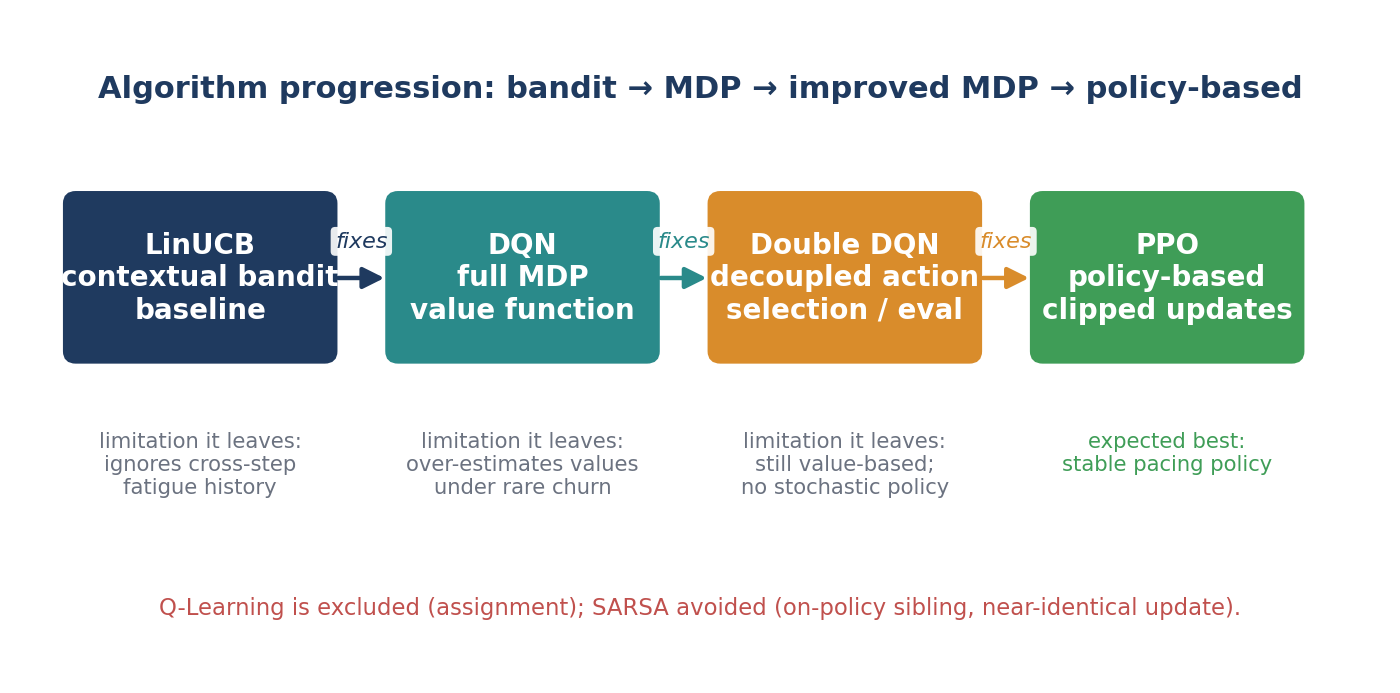 Algorithm progression: bandit → MDP → improved MDP → policy-based
LinUCB
contextual bandit
baseline
fixes
DQN
full MDP
value function
fixes
Double DQN
decoupled action
selection / eval
fixes
PPO
policy-based
clipped updates
limitation it leaves:
ignores cross-step
fatigue history
limitation it leaves:
over-estimates values
under rare churn
limitation it leaves:
still value-based;
no stochastic policy
expected best:
stable pacing policy
Q-Learning is excluded (assignment); SARSA avoided (on-policy sibling, near-identical update).